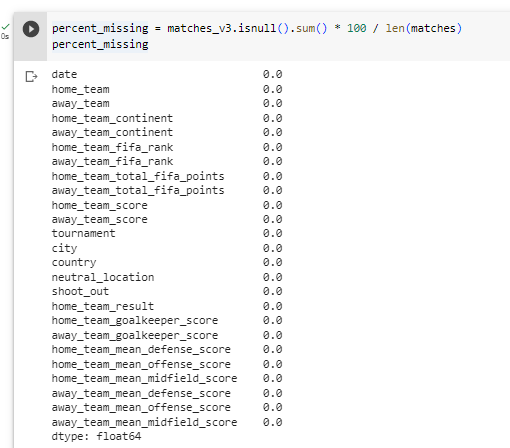 percent_missing = matches_v3.isnull().sum() * 100 / len(matches)
0s
percent_missing
date 0.0
home_team 0.0
away_team 0.0
home_team_continent 0.0
away_team_continent 0.0
home_team_fifa_rank 0.0
away_team_fifa_rank 0.0
home_team_total_fifa_points 0.0
away_team_total_fifa_points 0.0
home_team_score 0.0
away_team_score 0.0
tournament 0.0
city 0.0
country 0.0
neutral_location 0.0
shoot_out 0.0
home_team_result 0.0
home_team_goalkeeper_score 0.0
away_team_goalkeeper_score 0.0
home_team_mean_defense_score 0.0
home_team_mean_offense_score 0.0
home_team_mean_midfield_score 0.0
away_team_mean_defense_score 0.0
away_team_mean_offense_score 0.0
away_team_mean_midfield_score 0.0
dtype: float64